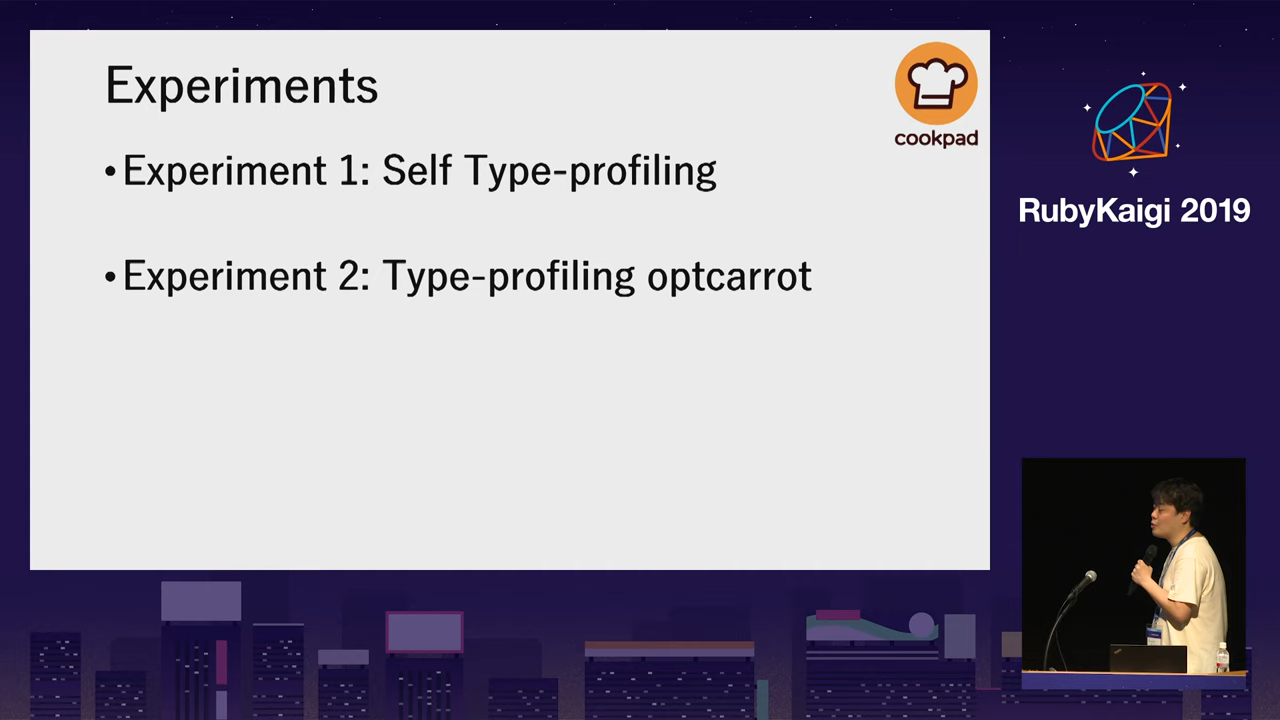 Experiments
cookpad
•Experiment 1: Self Type-profiling
•Experiment 2: Type-profiling optcarrot
RubyKaigi 2019